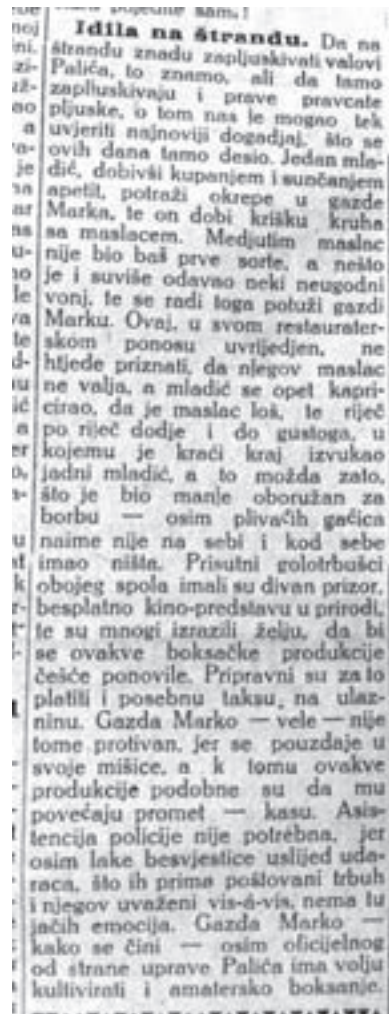 Idila na štrandu. Da na
štrandu znadu zapljuskivati valovi
Palića, to znamo, ali da tamo
zapljuskivaju i prave pravcate
pljuske, o tom nas je mogao tek
uvjeriti najnoviji dogadjaj, što se
ovih dana tamo desio. Jedan mla-
dić, dobivši kupanjem i sunčanjem
apetit, potraži okrepe u gazde
Marka, te on dobi krišku kruha
sa maslacem. Medjutim maslac
nije bio baš prve sorte, a nešto
je i suviše odavao neki neugodni
vonj, te se radi toga potuži gazdi
Marku. Ovaj, u svom restaurater-
skom ponosu uvrijedjen, ne
htjede priznati, da njegov maslac
ne valja, a mladić se opet kapri-
cirao, da je maslac loš, te riječ
po riječ dodje i do gustoga, u
kojemu je kraći kraj izvukao
jadni mladić, a to možda zato,
što je bio manje oboružan za
borbu — osim plivaćih gaćica
naime nije na sebi i kod sebe
imao ništa. Prisutni golotrbušci
obojeg spola imali su divan prizor,
besplatno kino-predstavu u prirodi,
te su mnogi izrazili želju, da bi
se ovakve boksačke produkcije
češće ponovile. Pripravni su za to
platiti i posebnu taksu, na ulaz-
ninu. Gazda Marko — vele — nije
tome protivan, jer se pouzdaje u
svoje mišice, a k tomu ovakve
produkcije podobne su da mu
povećaju promet — kasu. Asis-
tencija policije nije potrebna, jer
osim lake besvjestice uslijed uda-
raca, što ih prima poštovani trbuh
i njegov uvaženi vis-á-vis, nema tu
jačih emocija. Gazda Marko —
kako se čini — osim oficijelnog
od strane uprave Palića ima volju
kultivirati i amatersko boksanje.